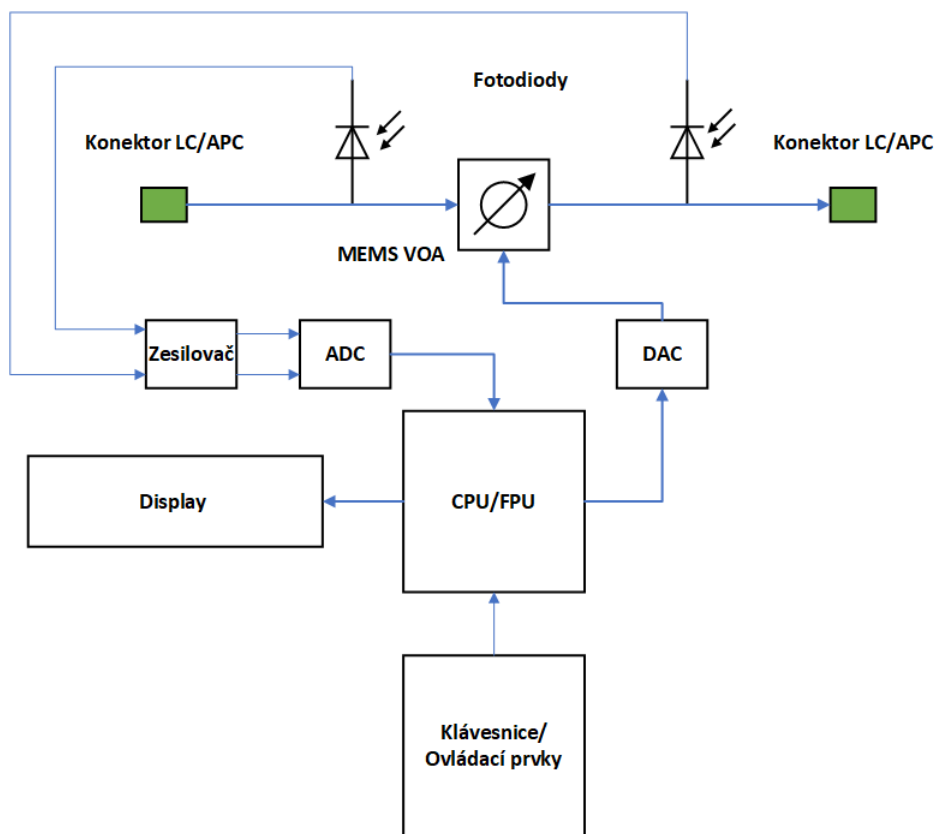 Fotodiody
Konektor LC/APC
Konektor LC/APC
MEMS VOA
Zesilovač
ADC
DAC
Display
CPU/FPU
Klávesnice/
Ovládací prvky